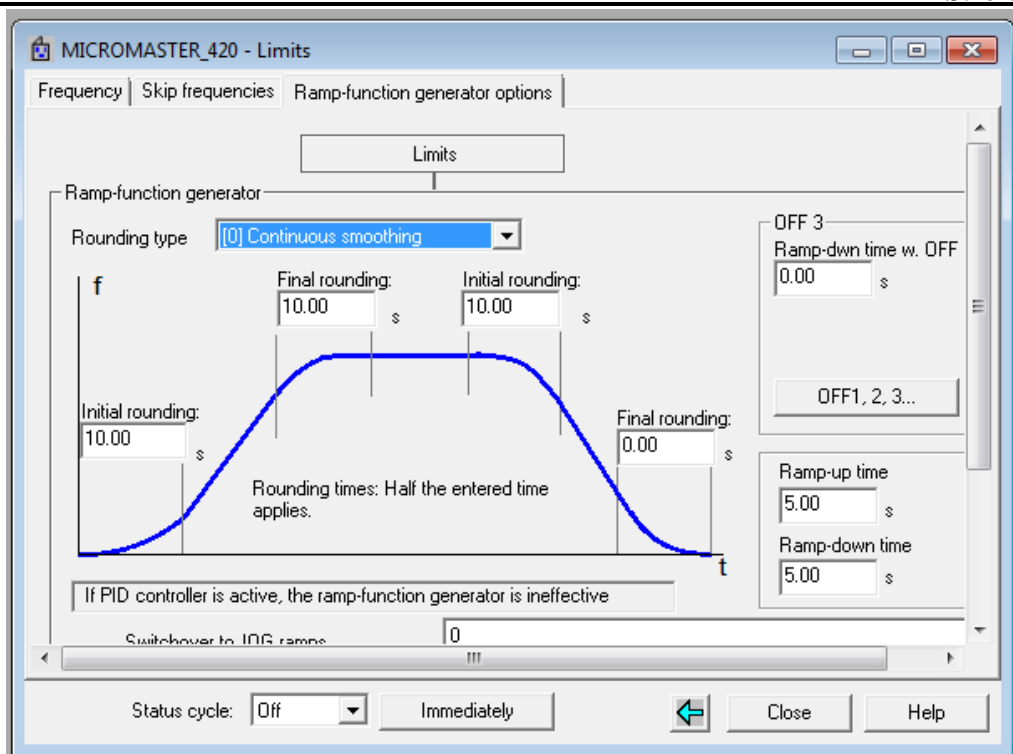 MICROMASTER_420 - Limits
Frequency
Skip frequencies
Ramp-function generator options
Limits
Ramp-function generator
Rounding type
[0] Continuous smoothing
f
Final rounding:
10.00
s
Initial rounding:
10.00
s
Initial rounding:
10.00
s
Final rounding:
0.00
s
Rounding times: Half the entered time
applies.
t
OFF 3
Ramp-dwn time w. OFF
0.00
s
OFF1, 2, 3...
Ramp-up time
5.00
s
Ramp-down time
5.00
s
If PID controller is active, the ramp-function generator is ineffective
Switchover to JOG ramps
0
Status cycle:
Off
Immediately
Close
Help